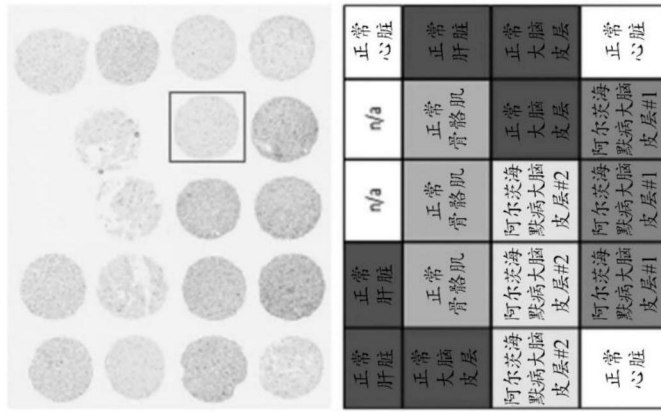 正常
心脏
正常
肝脏
正常
大脑
皮层
正常
心脏
n/a
正常
骨骼肌
正常
大脑
皮层
阿尔茨海
默病大脑
皮层#1
n/a
正常
骨骼肌
阿尔茨海
默病大脑
皮层#2
阿尔茨海
默病大脑
皮层#1
正常
肝脏
正常
骨骼肌
阿尔茨海
默病大脑
皮层#2
阿尔茨海
默病大脑
皮层#1
正常
肝脏
正常
大脑
皮层
阿尔茨海
默病大脑
皮层#2
正常
心脏